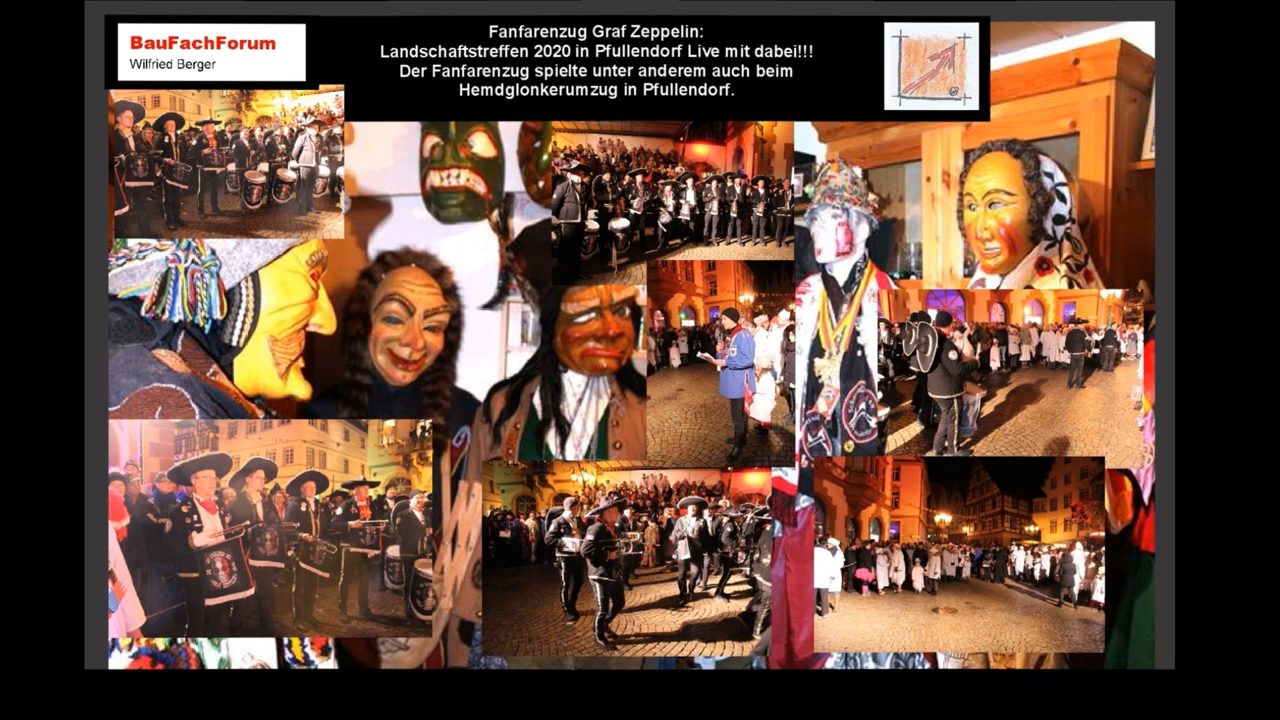 BauFachForum
Wilfried Berger
Fanfarenzug Graf Zeppelin:
Landschaftstreffen 2020 in Pfullendorf Live mit dabei!!!
Der Fanfarenzug spielte unter anderem auch beim
Hemdglonkerumzug in Pfullendorf.